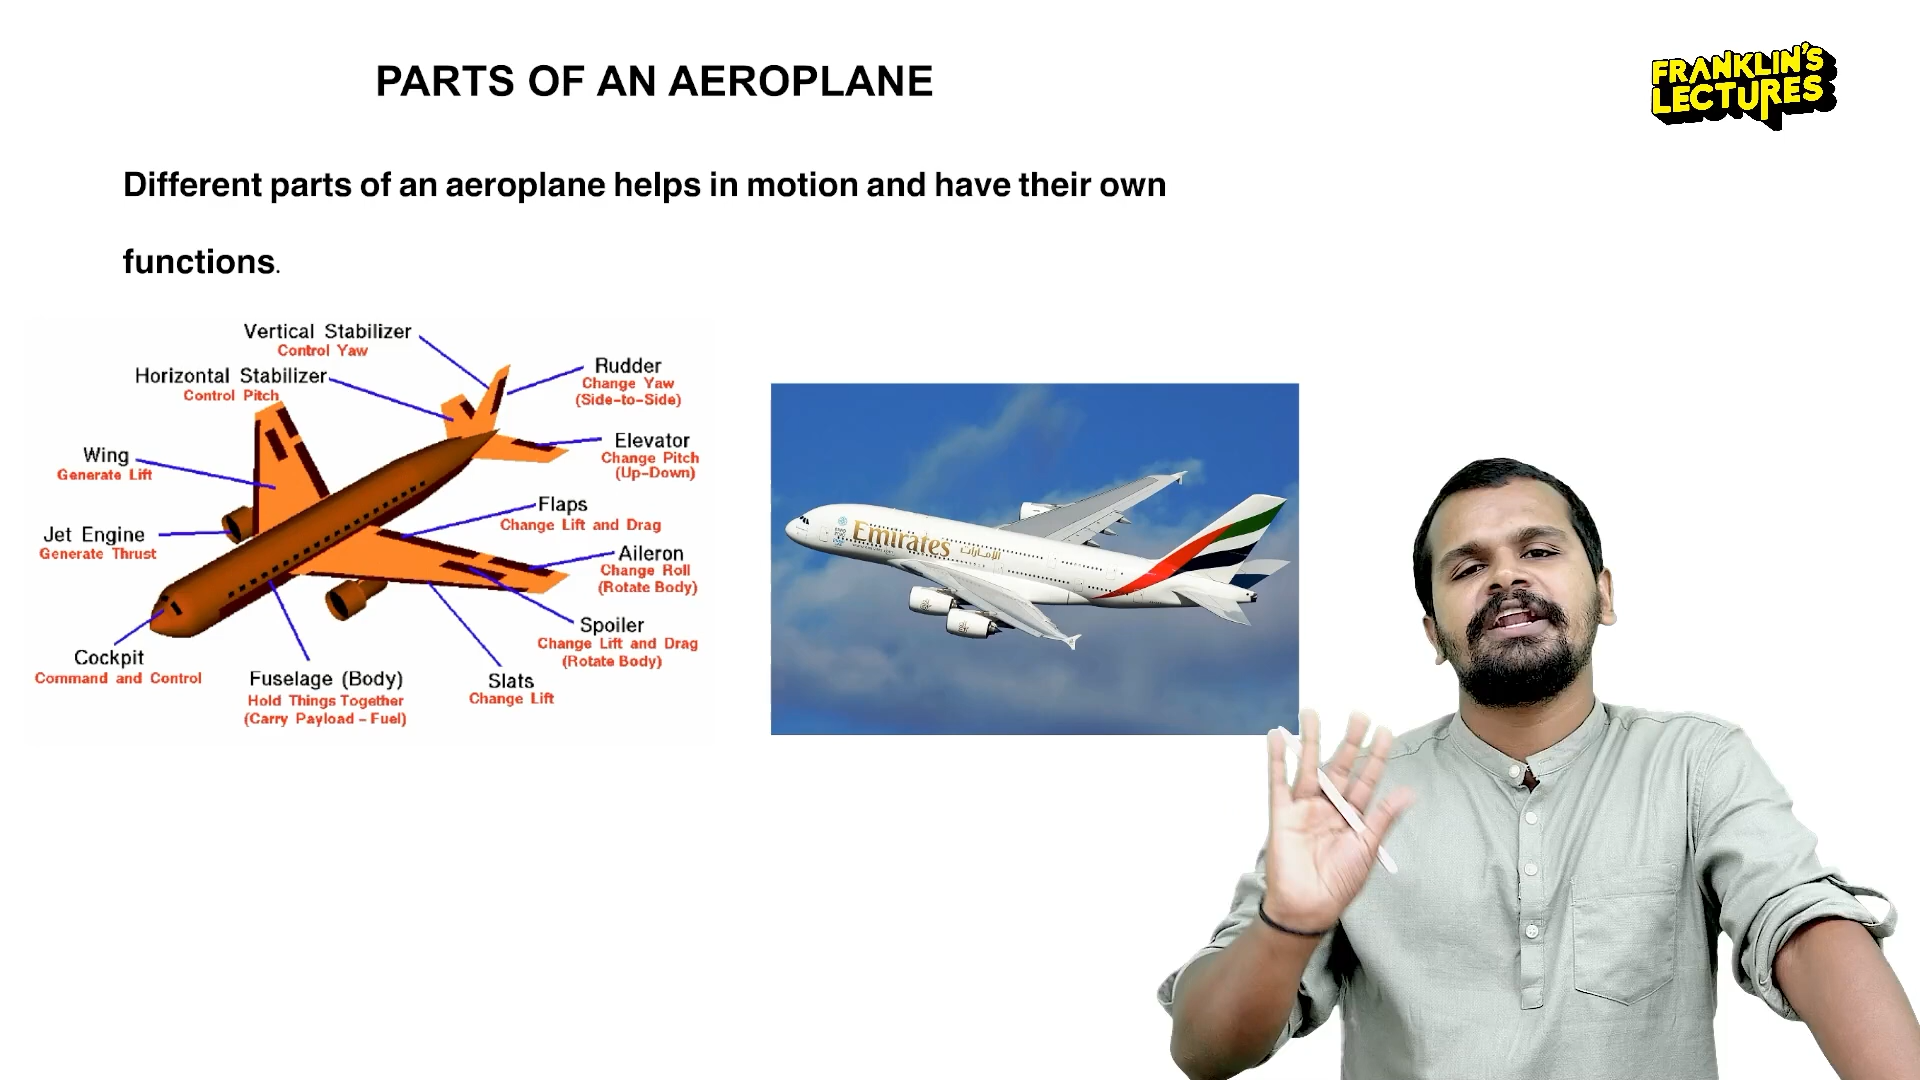 PARTS OF AN AEROPLANE
FRANKLIN'S
LECTURES
Different parts of an aeroplane helps in motion and have their own
functions.
Vertical Stabilizer
Control Yaw
Horizontal Stabilizer
Control Pitch
Rudder
Change Yaw
(Side-to-Side)
Wing
Generate Lift
Elevator
Change Pitch
(Up-Down)
Jet Engine
Generate Thrust
Flaps
Change Lift and Drag
Aileron
Change Roll
(Rotate Body)
Spoiler
Change Lift and Drag
(Rotate Body)
Cockpit
Command and Control
Fuselage (Body)
Hold Things Together
(Carry Payload - Fuel)
Slats
Change Lift
Emirates
الإمارات